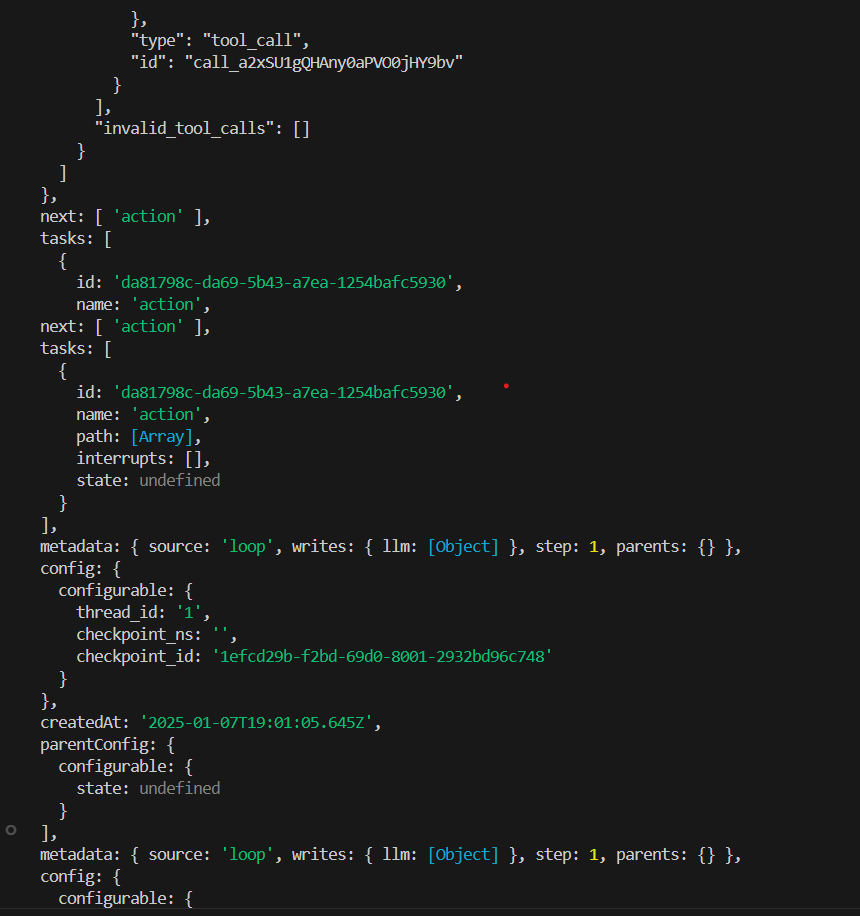 },
"type": "tool_call",
"id": "call_a2xSU1gQHAny0aPVO0jHY9bv"
}
],
"invalid_tool_calls": []
}
]
},
next: [ 'action' ],
tasks: [
{
id: 'da81798c-da69-5b43-a7ea-1254bafc5930',
name: 'action',
next: [ 'action' ],
tasks: [
{
id: 'da81798c-da69-5b43-a7ea-1254bafc5930',
name: 'action',
path: [Array],
interrupts: [],
state: undefined
}
],
metadata: { source: 'loop', writes: { llm: [Object] }, step: 1, parents: {} },
config: {
configurable: {
thread_id: '1',
checkpoint_ns: '',
checkpoint_id: '1efcd29b-f2bd-69d0-8001-2932bd96c748'
}
},
createdAt: '2025-01-07T19:01:05.645Z',
parentConfig: {
configurable: {
state: undefined
}
],
metadata: { source: 'loop', writes: { llm: [Object] }, step: 1, parents: {} },
config: {
configurable: {